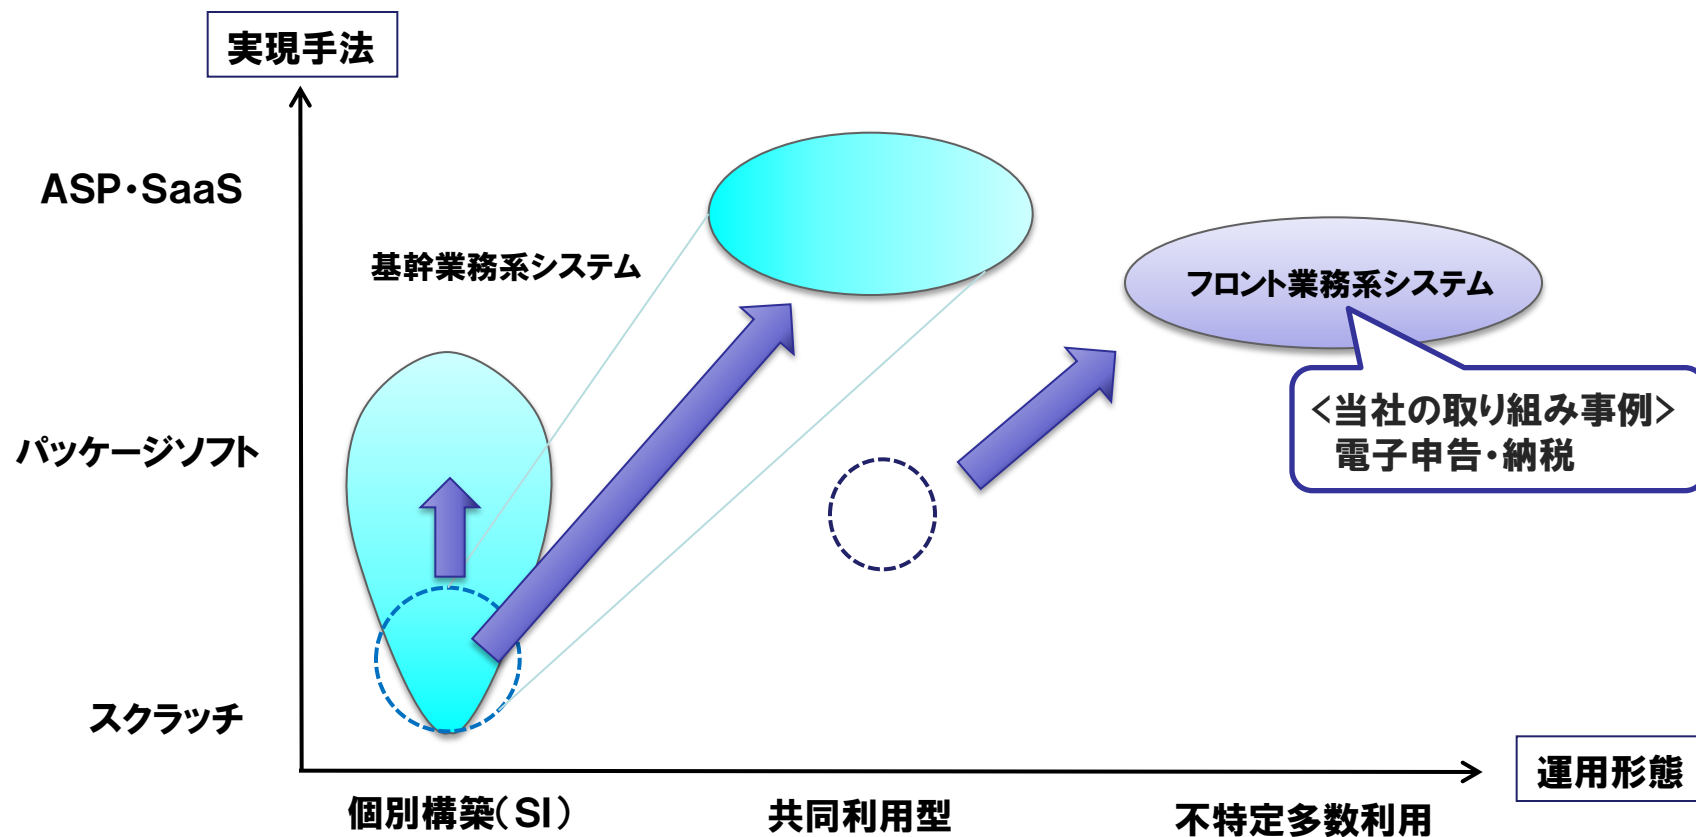 実現手法
ASP・SaaS
基幹業務系システム
フロント業務系システム
<当社の取り組み事例>
電子申告・納税
パッケージソフト
スクラッチ
運用形態
個別構築(SI)
共同利用型
不特定多数利用